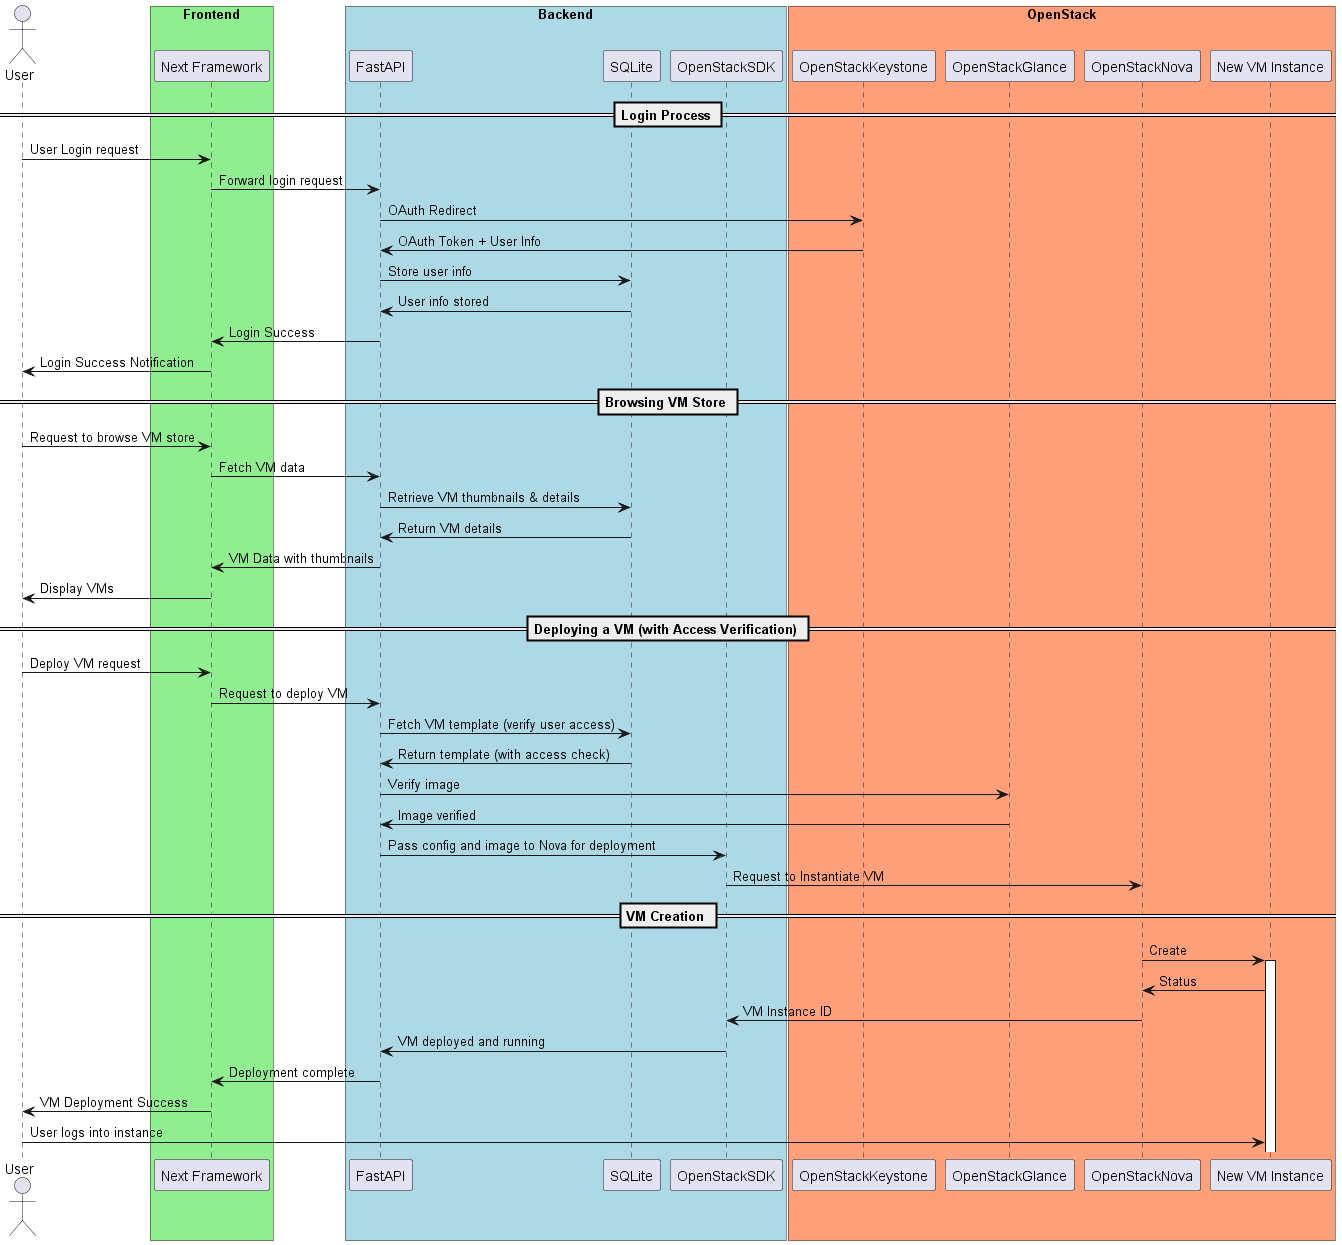 Frontend
Backend
OpenStack
User
Next Framework
FastAPI
SQLite
OpenStackSDK
OpenStackKeystone
OpenStackGlance
OpenStackNova
New VM Instance
Login Process
User Login request
Forward login request
OAuth Redirect
OAuth Token + User Info
Store user info
User info stored
Login Success
Login Success Notification
Browsing VM Store
Request to browse VM store
Fetch VM data
Retrieve VM thumbnails & details
Return VM details
VM Data with thumbnails
Display VMs
Deploying a VM (with Access Verification)
Deploy VM request
Request to deploy VM
Fetch VM template (verify user access)
Return template (with access check)
Verify image
Image verified
Pass config and image to Nova for deployment
Request to Instantiate VM
VM Creation
Create
Status
VM Instance ID
VM deployed and running
Deployment complete
VM Deployment Success
User logs into instance
User
Next Framework
FastAPI
SQLite
OpenStackSDK
OpenStackKeystone
OpenStackGlance
OpenStackNova
New VM Instance